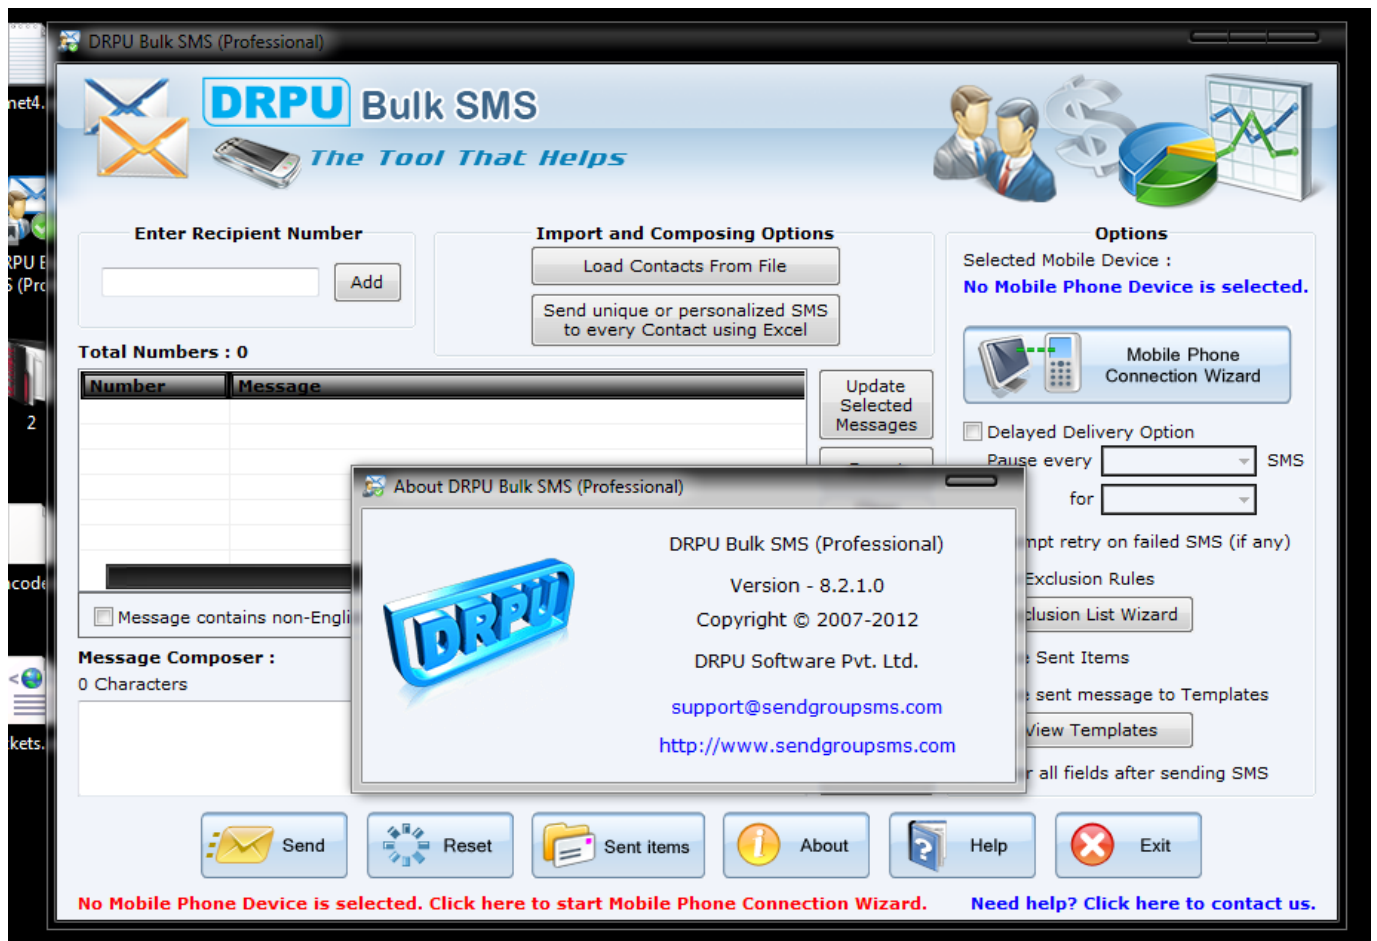 DRPU Bulk SMS (Professional)
DRPU Bulk SMS
The Tool That Helps
Enter Recipient Number
Add
Import and Composing Options
Load Contacts From File
Send unique or personalized SMS
to every Contact using Excel
Options
Selected Mobile Device :
No Mobile Phone Device is selected.
Mobile Phone
Connection Wizard
Total Numbers : 0
Number Message
Update
Selected
Messages
Delayed Delivery Option
Pause every SMS
for
retry on failed SMS (if any)
Exclusion Rules
List Wizard
Sent Items
sent message to Templates
View Templates
all fields after sending SMS
2
Message contains
Message Composer :
0 Characters
About DRPU Bulk SMS (Professional)
DRPU
DRPU Bulk SMS (Professional)
Version - 8.2.1.0
Copyright © 2007-2012
DRPU Software Pvt. Ltd.
support@sendgroupsms.com
http://www.sendgroupsms.com
Send
Reset
Sent items
About
Help
Exit
No Mobile Phone Device is selected. Click here to start Mobile Phone Connection Wizard.
Need help? Click here to contact us.